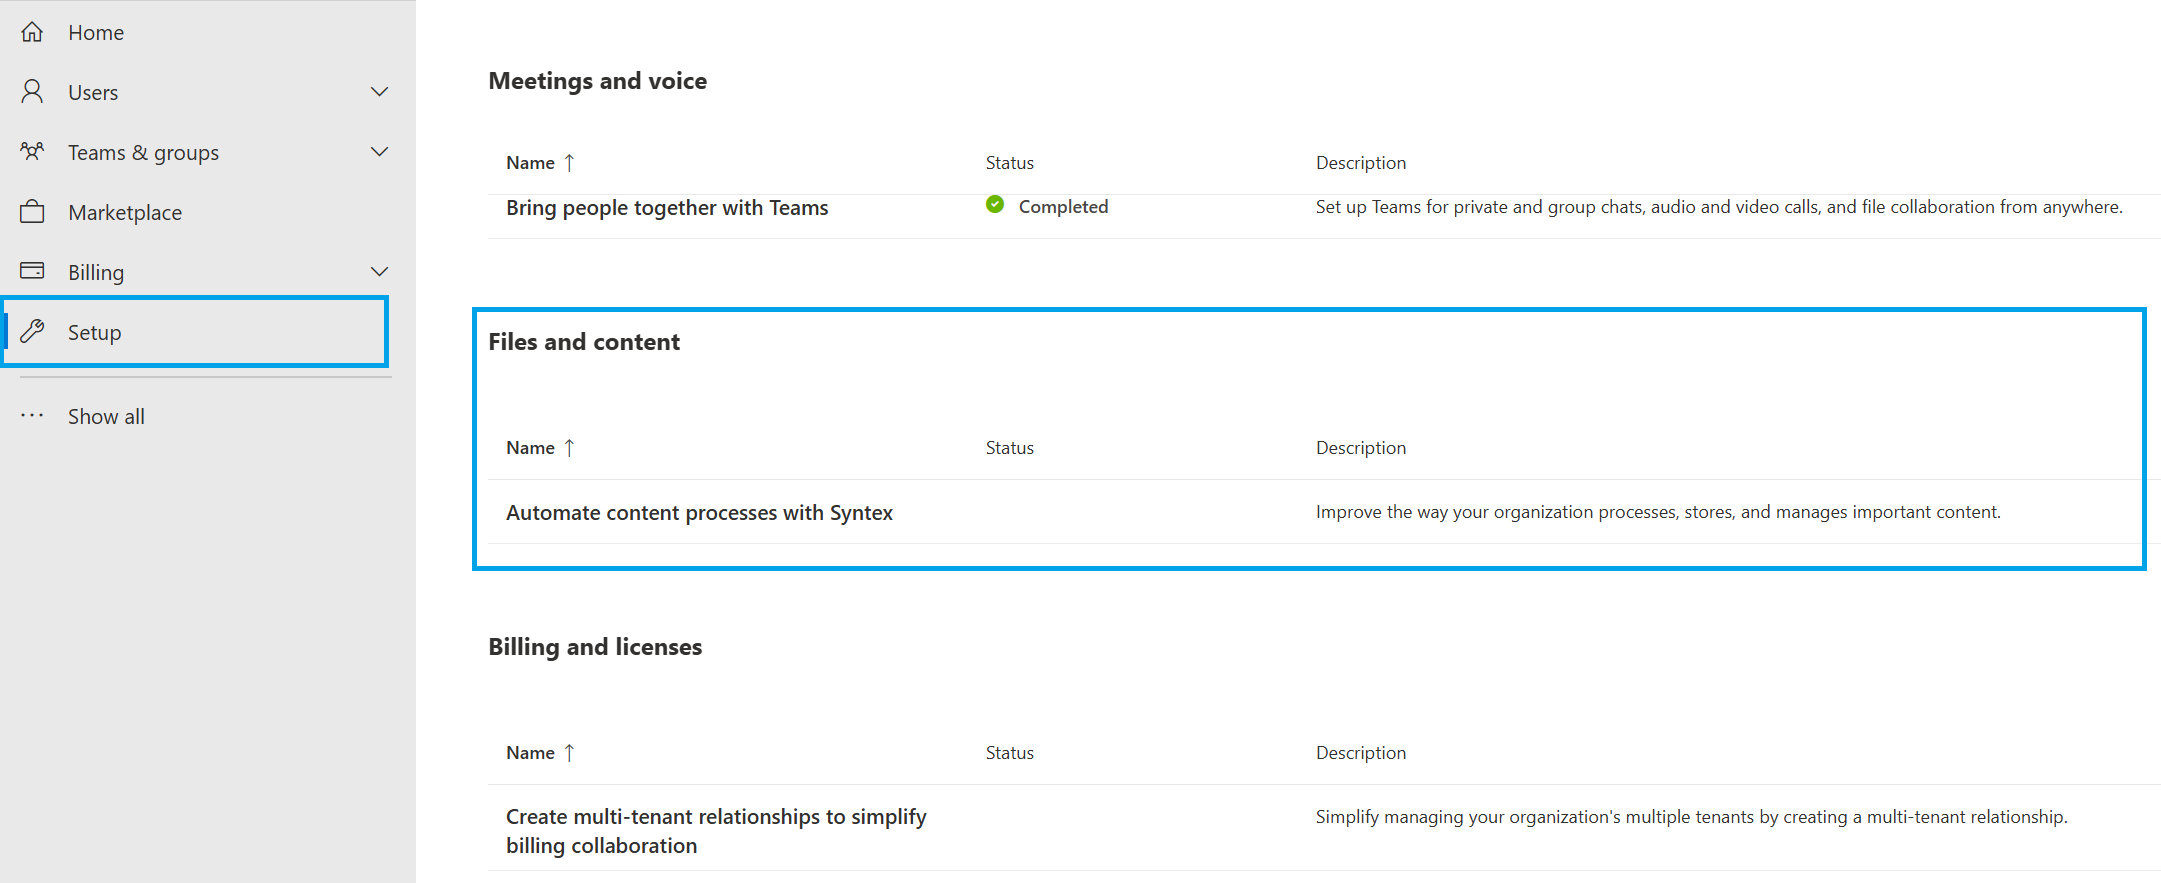 Home
Users
Teams & groups
Marketplace
Billing
Setup
Show all
Meetings and voice
Name ↑ Status Description
Bring people together with Teams Completed Set up Teams for private and group chats, audio and video calls, and file collaboration from anywhere.
Files and content
Name ↑ Status Description
Automate content processes with Syntex Improve the way your organization processes, stores, and manages important content.
Billing and licenses
Name ↑ Status Description
Create multi-tenant relationships to simplify Simplify managing your organization's multiple tenants by creating a multi-tenant relationship.
billing collaboration